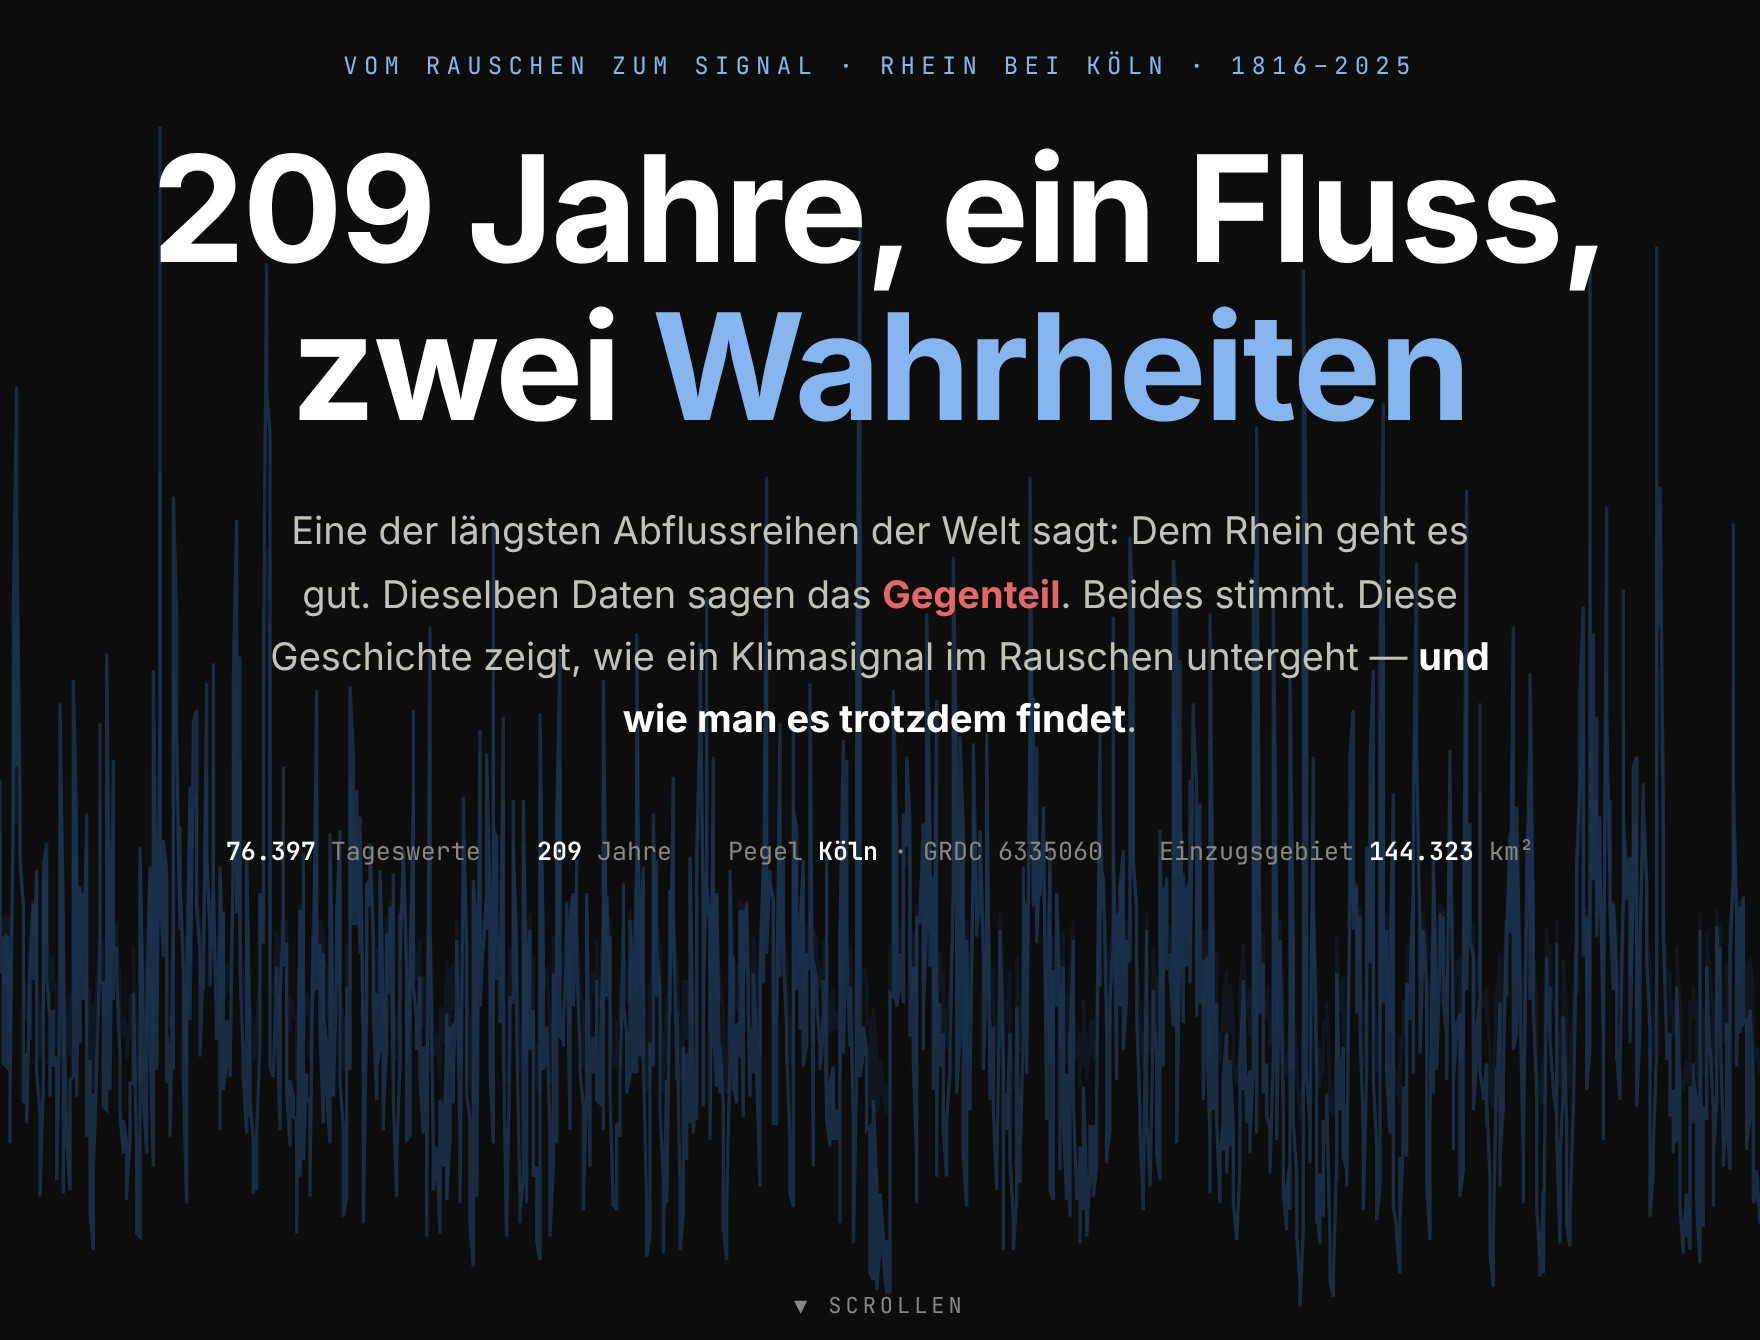 VOM RAUSCHEN ZUM SIGNAL · RHEIN BEI KÖLN · 1816–2025
209 Jahre, ein Fluss,
zwei Wahrheiten
Eine der längsten Abflussreihen der Welt sagt: Dem Rhein geht es
gut. Dieselben Daten sagen das Gegenteil. Beides stimmt. Diese
Geschichte zeigt, wie ein Klimasignal im Rauschen untergeht — und
wie man es trotzdem findet.
76.397 Tageswerte 209 Jahre Pegel Köln · GRDC 6335060 Einzugsgebiet 144.323 km²
▼ SCROLLEN